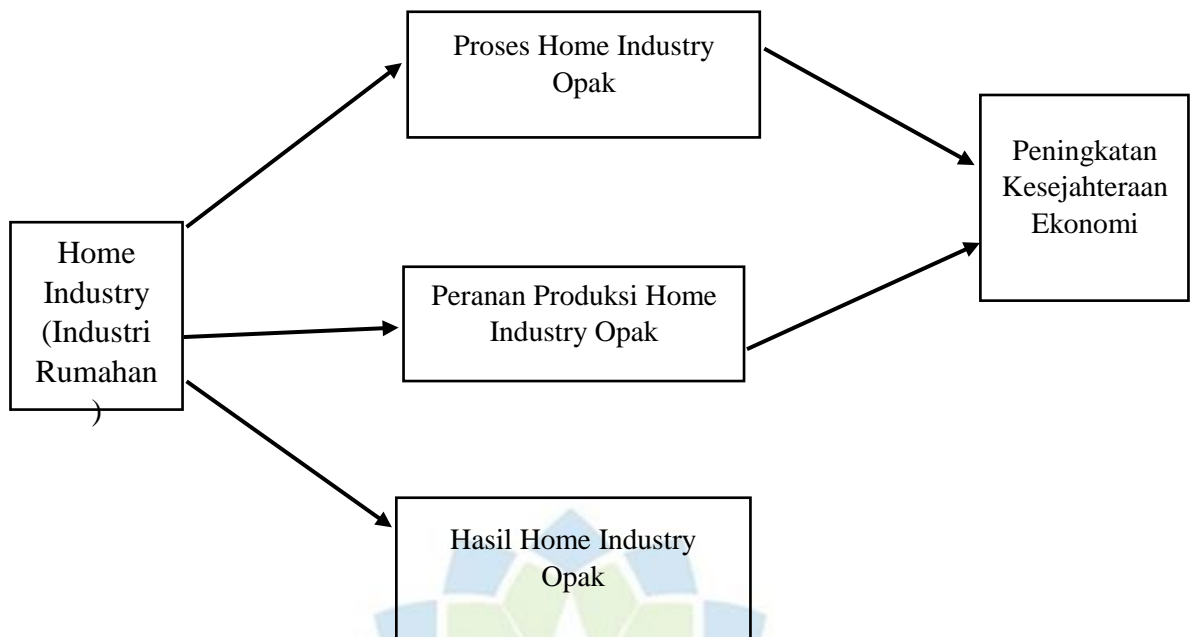 Proses Home Industry
Opak
Peningkatan
Kesejahteraan
Ekonomi
Home
Industry
(Industri
Rumahan
)
Peranan Produksi Home
Industry Opak
Hasil Home Industry
Opak